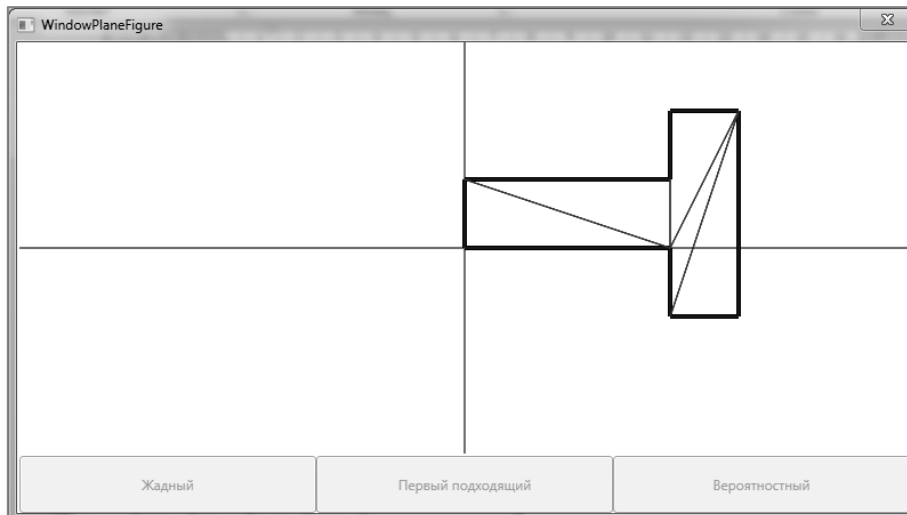 WindowPlaneFigure
Жадный
Первый подходящий
Вероятностный